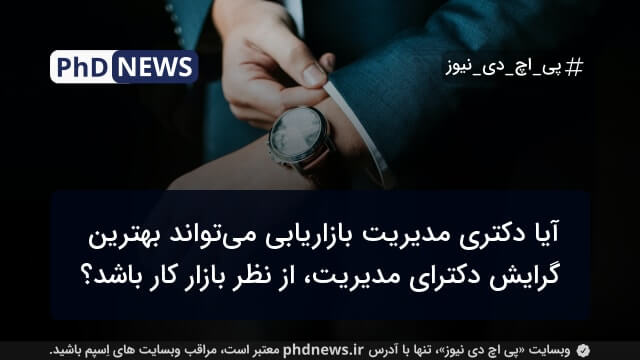 PhD NEWS
#پی_اچ_دی_نیوز
آیا دکتری مدیریت بازاریابی می‌تواند بهترین
گرایش دکترای مدیریت، از نظر بازار کار باشد؟
وبسایت «پی اچ دی نیوز»، تنها با آدرس phdnews.ir معتبر است، مراقب وبسایت های اِسپم باشید.